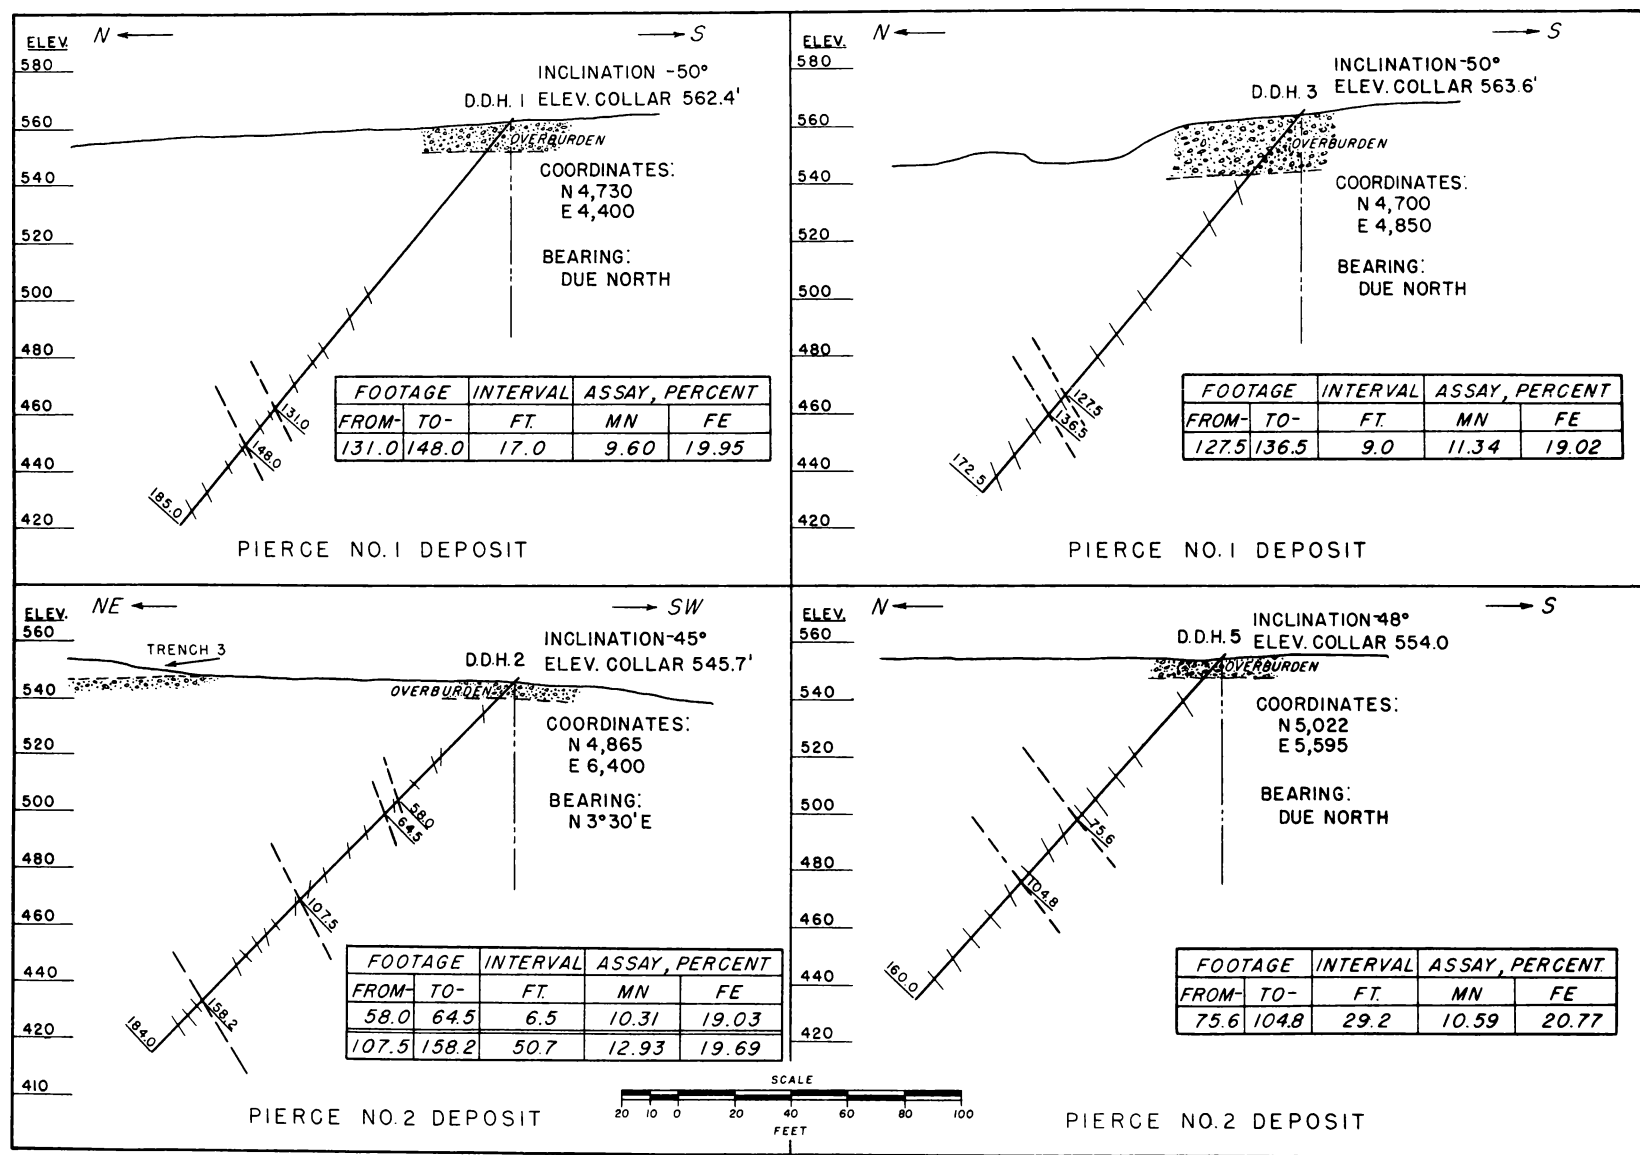 N S
ELEV.
580
INCLINATION -50°
D.D.H. 1 ELEV. COLLAR 562.4'
560
OVERBURDEN
COORDINATES:
540
N 4,730
E 4,400
520
BEARING:
DUE NORTH
500
480
FOOTAGE INTERVAL ASSAY, PERCENT
FROM- TO- FT. MN FE
131.0 148.0 17.0 9.60 19.95
460
131.0
148.0
440
185.0
420
PIERCE NO. 1 DEPOSIT
N S
ELEV.
580
INCLINATION-50°
D.D.H. 3 ELEV. COLLAR 563.6'
560
OVERBURDEN
COORDINATES:
540
N 4,700
E 4,850
520
BEARING:
DUE NORTH
500
480
FOOTAGE INTERVAL ASSAY, PERCENT
FROM- TO- FT. MN FE
127.5 136.5 9.0 11.34 19.02
460
127.5
136.5
440
172.5
420
PIERCE NO. 1 DEPOSIT
NE SW
ELEV.
560
TRENCH 3
INCLINATION-45°
D.D.H. 2 ELEV. COLLAR 545.7'
540
OVERBURDEN
COORDINATES:
N 4,865
E 6,400
520
BEARING:
N 3°30' E
500
58.0
64.5
480
460
107.5
440
FOOTAGE INTERVAL ASSAY, PERCENT
FROM- TO- FT. MN FE
58.0 64.5 6.5 10.31 19.03
107.5 158.2 50.7 12.93 19.69
158.2
184.0
420
410
PIERCE NO. 2 DEPOSIT
N S
ELEV.
560
INCLINATION-48°
D.D.H. 5 ELEV. COLLAR 554.0
OVERBURDEN
540
COORDINATES:
N 5,022
E 5,595
520
BEARING:
DUE NORTH
500
75.6
480
104.8
460
440
160.0
FOOTAGE INTERVAL ASSAY, PERCENT
FROM- TO- FT. MN FE
75.6 104.8 29.2 10.59 20.77
420
PIERCE NO. 2 DEPOSIT
SCALE
20 10 0 20 40 60 80 100
FEET